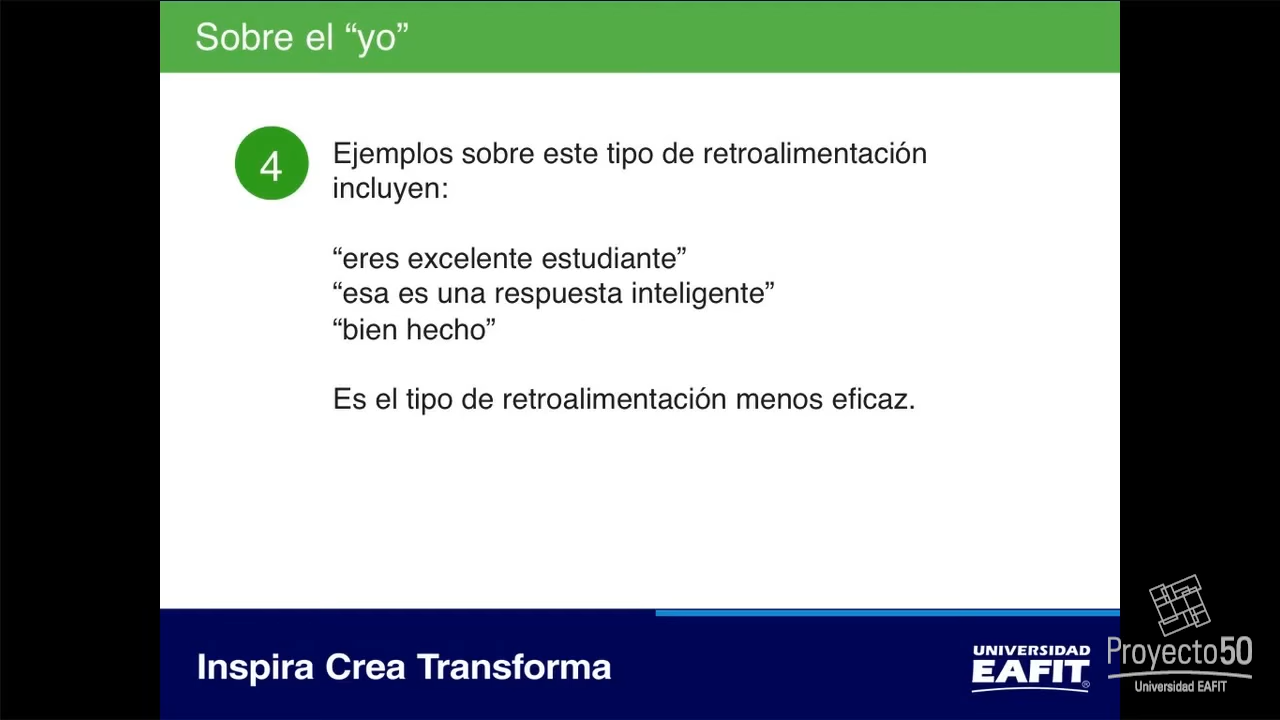 Sobre el “yo”
4
Ejemplos sobre este tipo de retroalimentación
incluyen:
“eres excelente estudiante”
“esa es una respuesta inteligente”
“bien hecho”
Es el tipo de retroalimentación menos eficaz.
Inspira Crea Transforma
UNIVERSIDAD
EAFIT®
Proyecto50
Universidad EAFIT